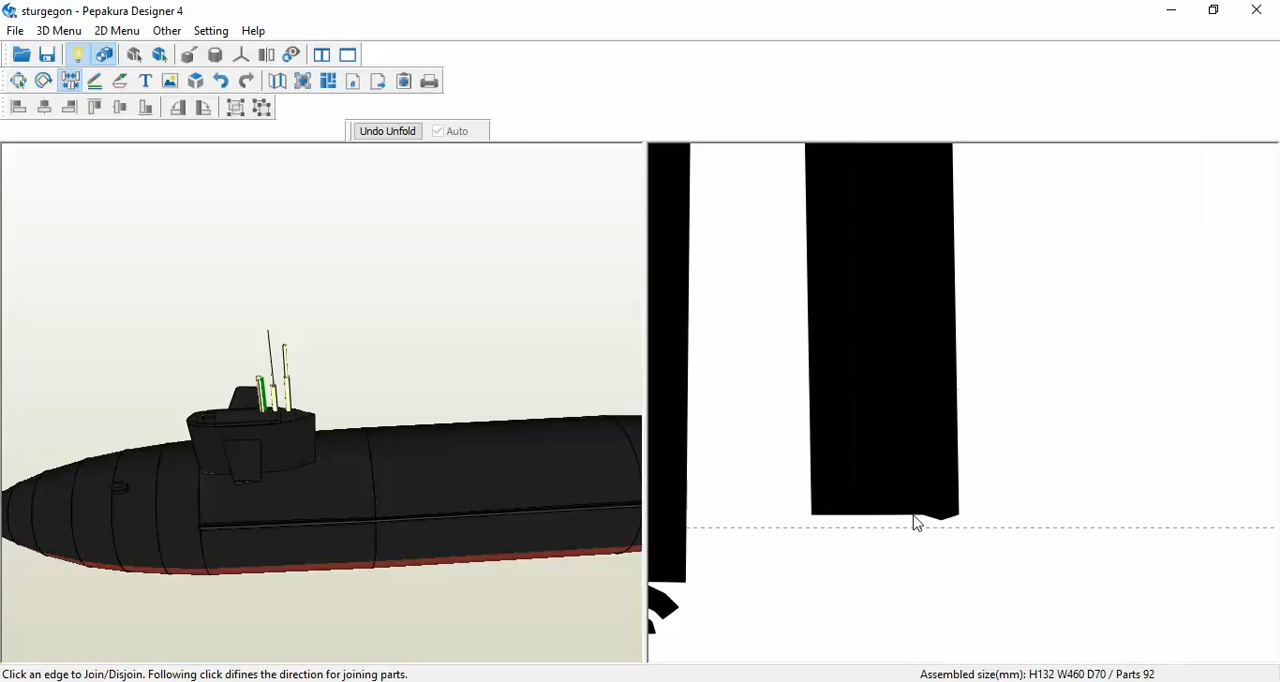 sturgegon - Pepakura Designer 4
File 3D Menu 2D Menu Other Setting Help
Undo Unfold Auto
Click an edge to Join/Disjoin. Following click difines the direction for joining parts.
Assembled size(mm): H132 W460 D70 / Parts 92